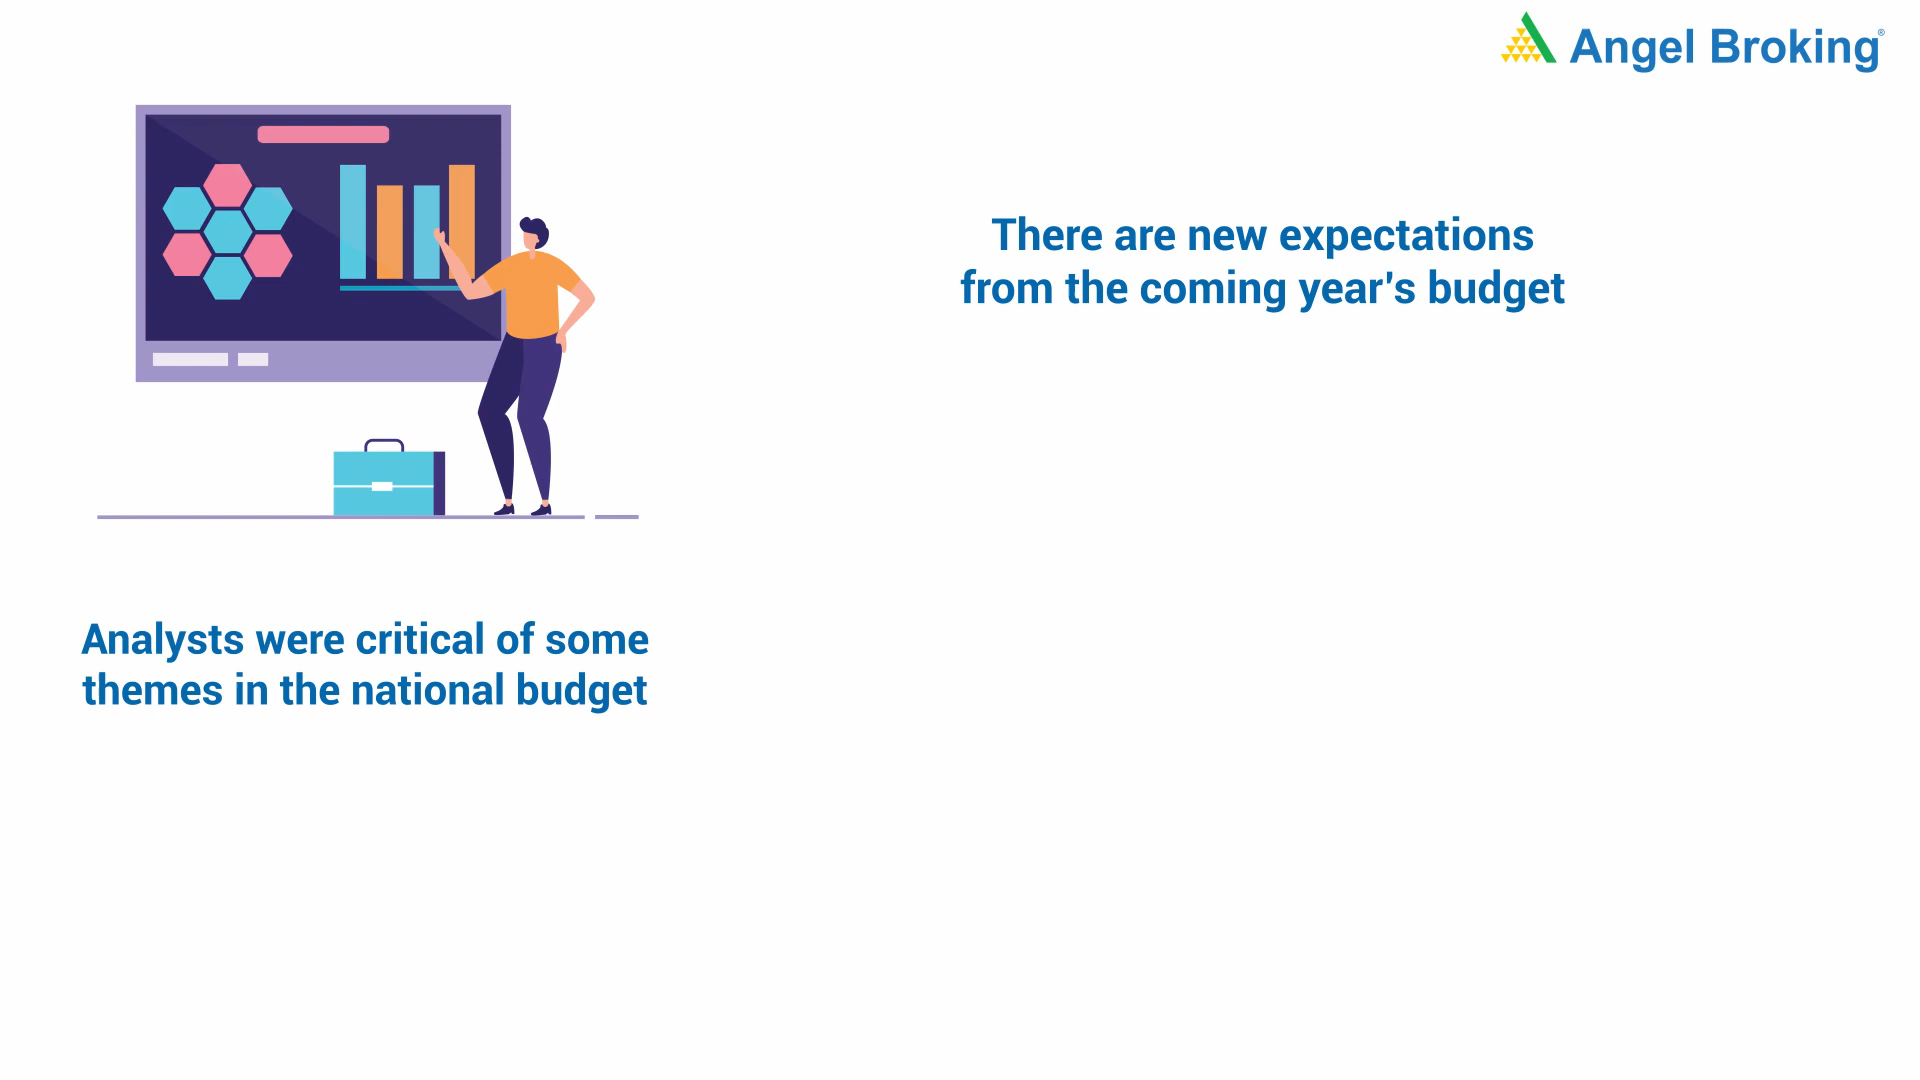 Angel Broking®
There are new expectations
from the coming year's budget
Analysts were critical of some
themes in the national budget